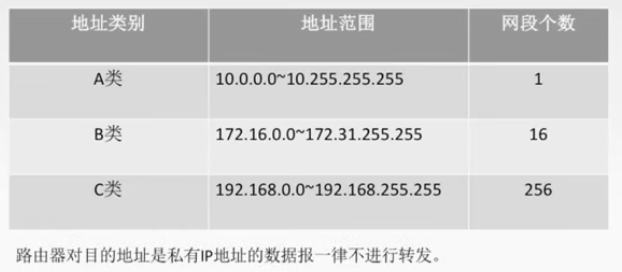 地址类别 地址范围 网段个数
A类 10.0.0.0~10.255.255.255 1
B类 172.16.0.0~172.31.255.255 16
C类 192.168.0.0~192.168.255.255 256
路由器对目的地址是私有IP地址的数据报一律不进行转发。